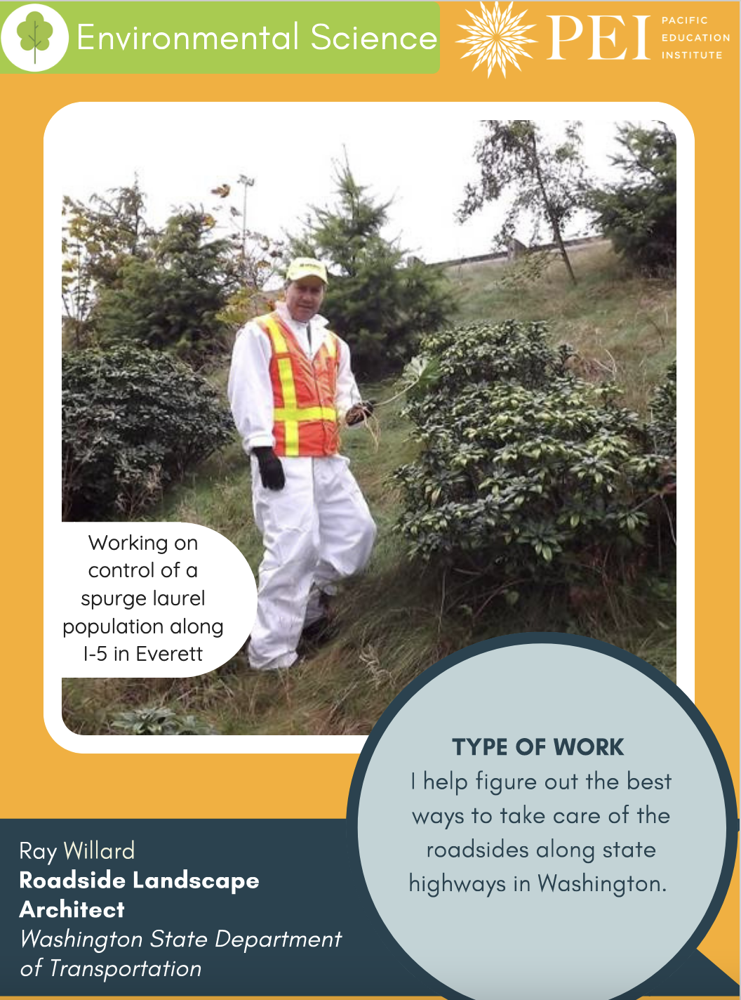 Environmental Science
PEI
PACIFIC
EDUCATION
INSTITUTE
Working on
control of a
spurge laurel
population along
I-5 in Everett
TYPE OF WORK
I help figure out the best
ways to take care of the
roadsides along state
highways in Washington.
Ray Willard
Roadside Landscape
Architect
Washington State Department
of Transportation